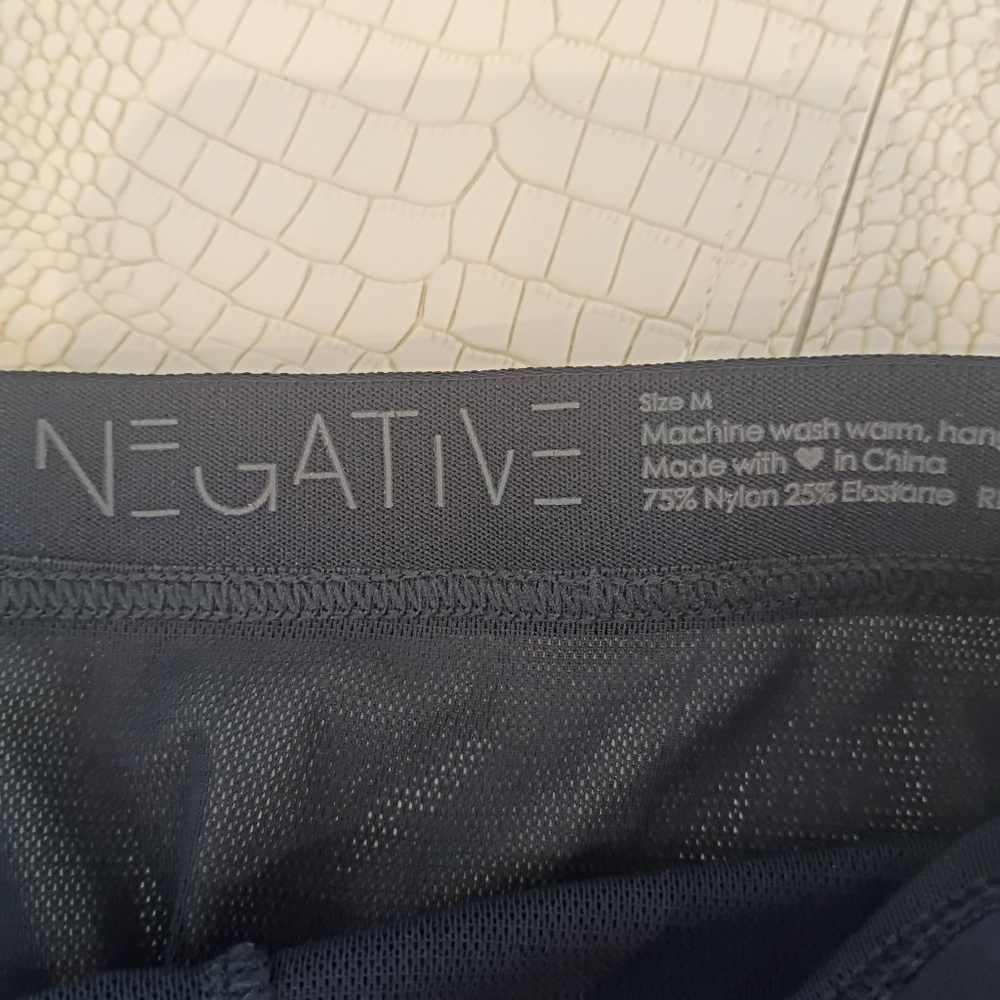 NEGATIVE
Size M
Machine wash warm,
Made with ♥ in China
75% Nylon 25% Elastane